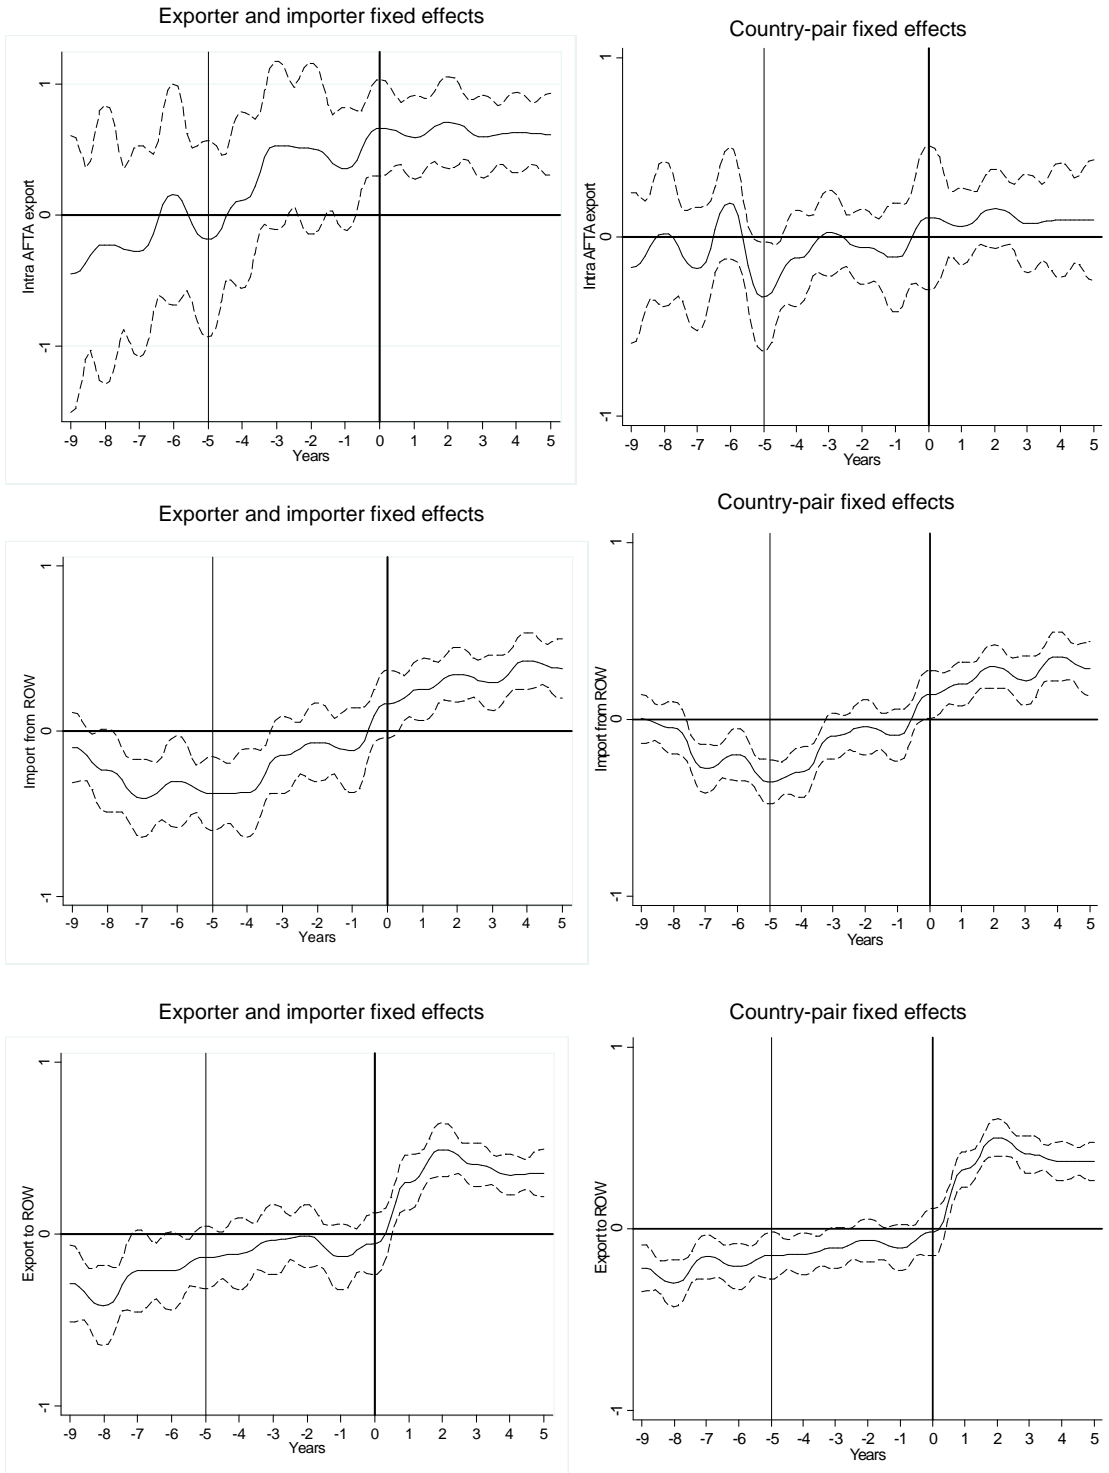 Exporter and importer fixed effects
Intra AFTA export
1
0
-1
-9 -8 -7 -6 -5 -4 -3 -2 -1 0 1 2 3 4 5
Years
Country-pair fixed effects
Intra AFTA export
1
0
-1
-9 -8 -7 -6 -5 -4 -3 -2 -1 0 1 2 3 4 5
Years
Exporter and importer fixed effects
Import from ROW
1
0
-1
-9 -8 -7 -6 -5 -4 -3 -2 -1 0 1 2 3 4 5
Years
Country-pair fixed effects
Import from ROW
1
0
-1
-9 -8 -7 -6 -5 -4 -3 -2 -1 0 1 2 3 4 5
Years
Exporter and importer fixed effects
Export to ROW
1
0
-1
-9 -8 -7 -6 -5 -4 -3 -2 -1 0 1 2 3 4 5
Years
Country-pair fixed effects
Export to ROW
1
0
-1
-9 -8 -7 -6 -5 -4 -3 -2 -1 0 1 2 3 4 5
Years